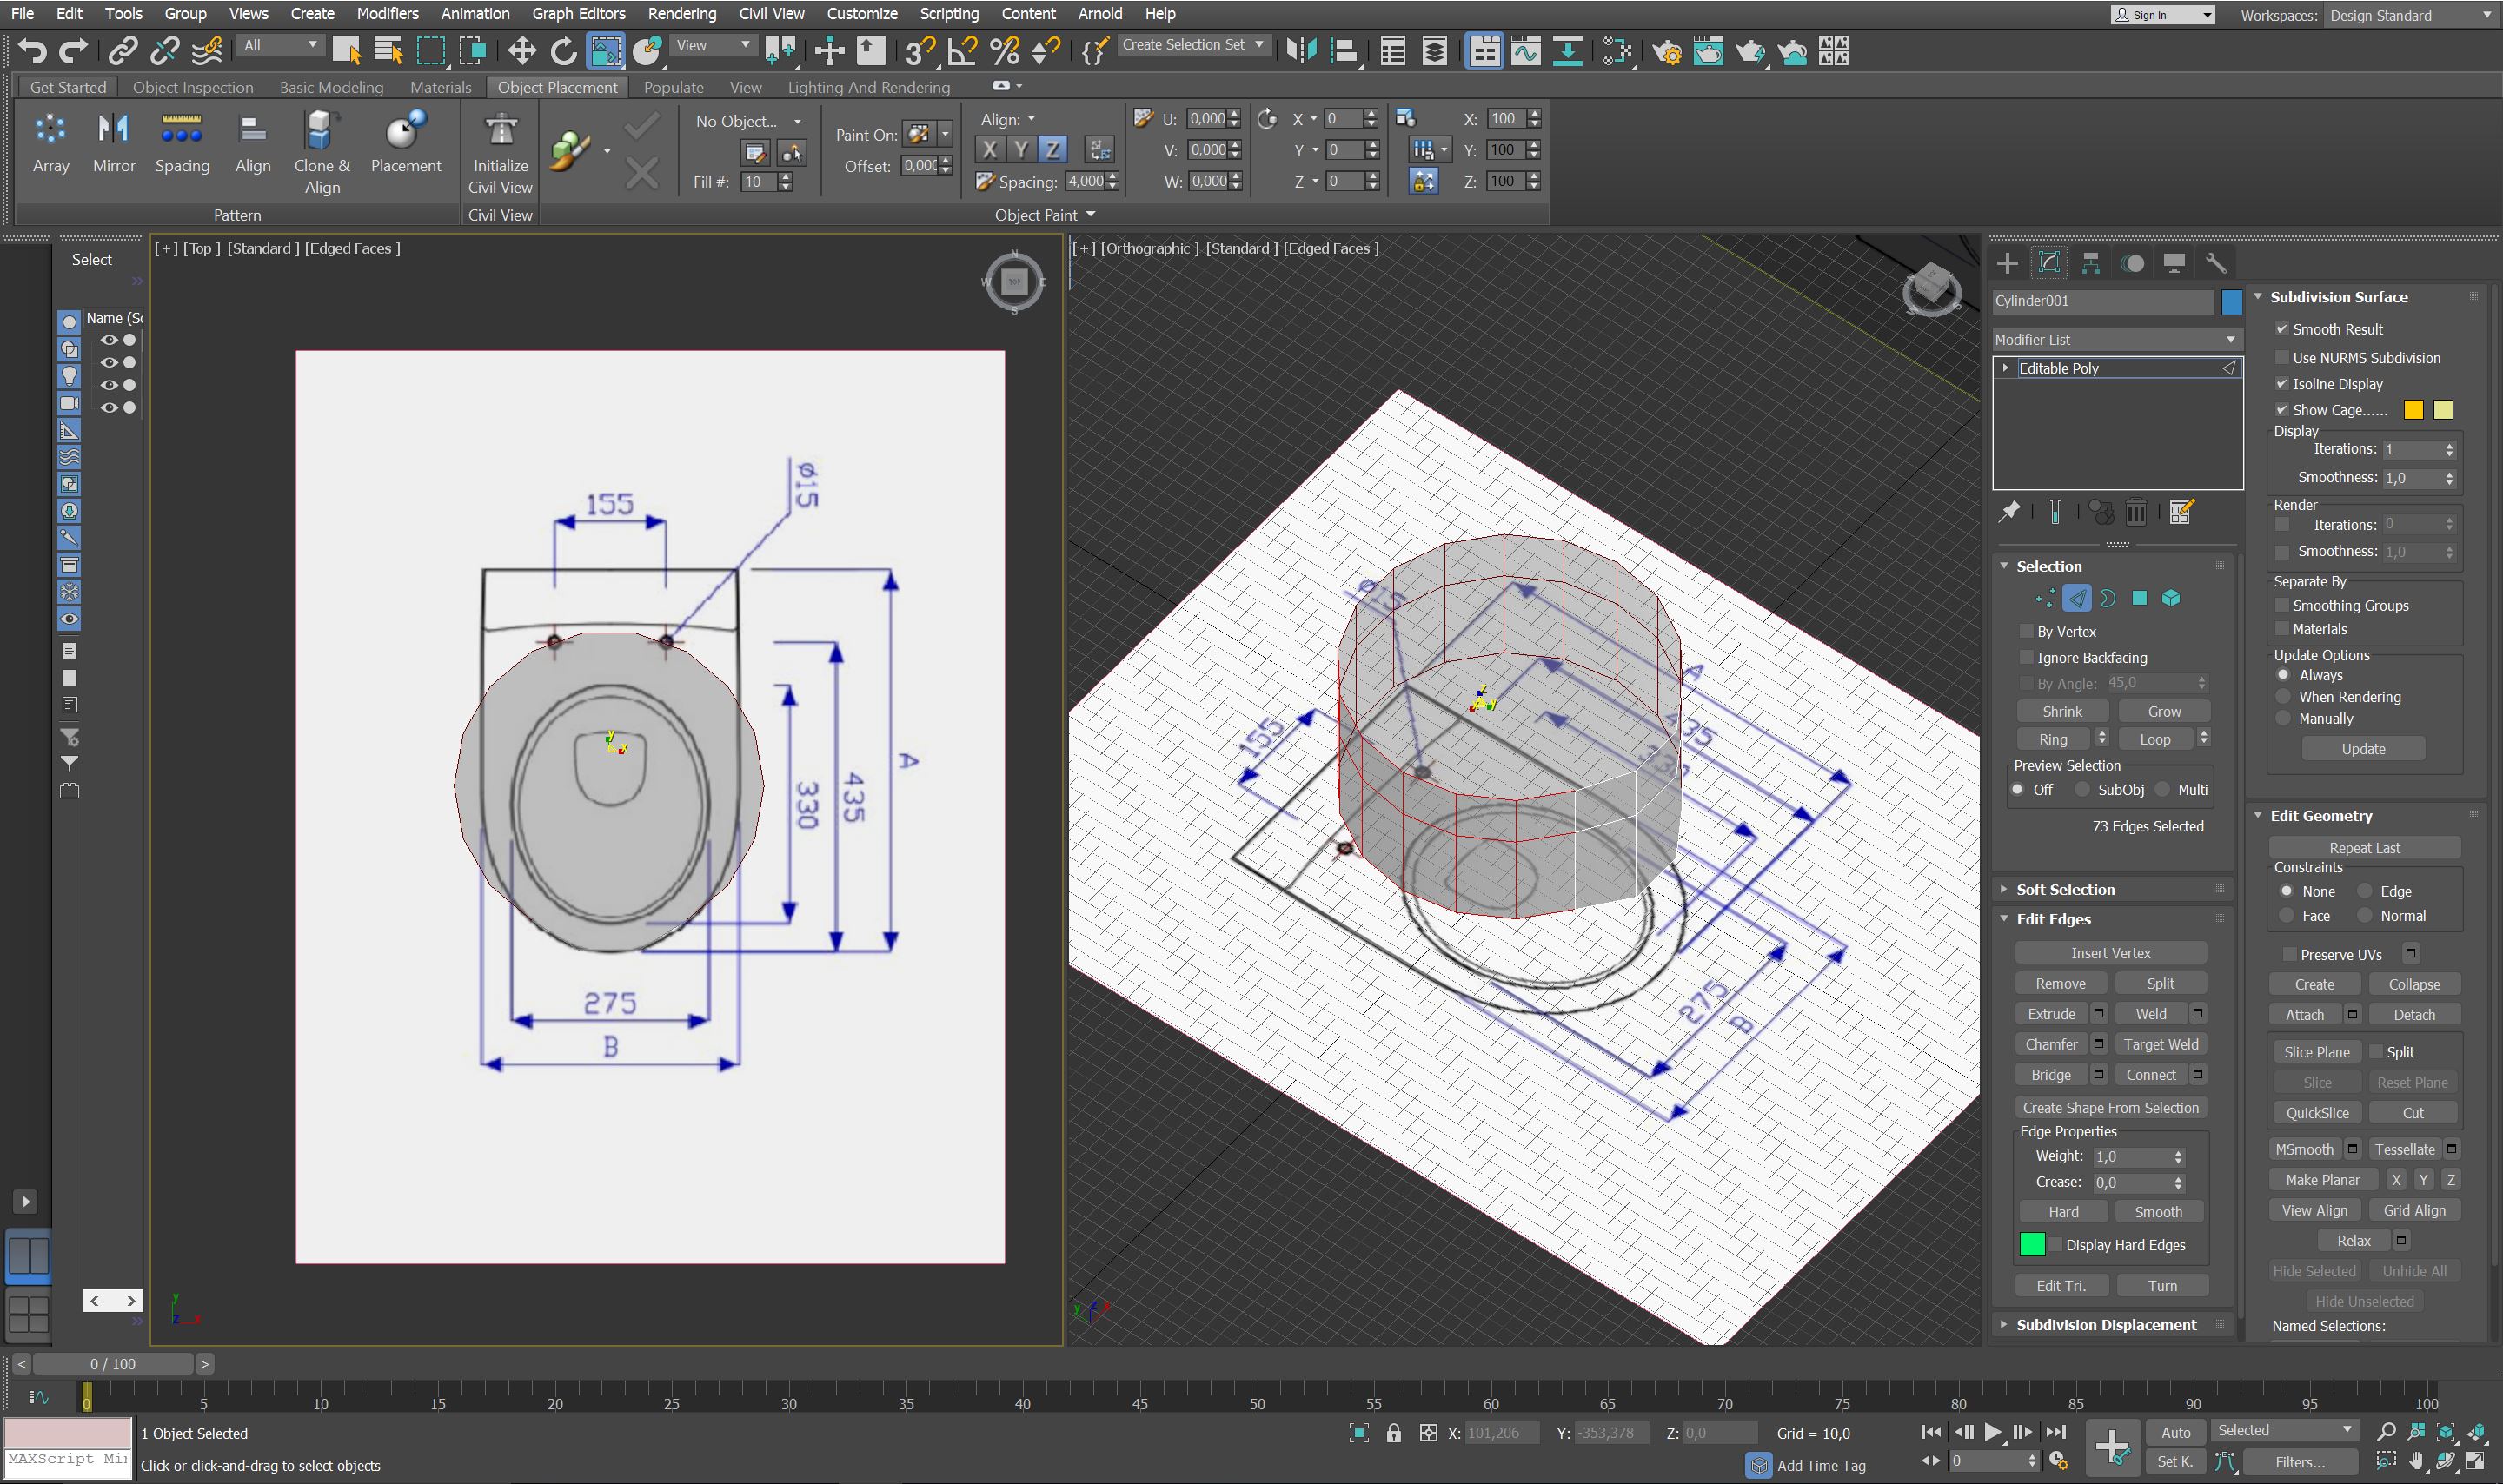 File Edit Tools Group Views Create Modifiers Animation Graph Editors Rendering Civil View Customize Scripting Content Arnold Help
Sign In Workspaces: Design Standard
All View Create Selection Set
Get Started Object Inspection Basic Modeling Materials Object Placement Populate View Lighting And Rendering
No Object... Align: U: 0,000 X 0 X: 100
Paint On: X Y Z V: 0,000 Y 0 Y: 100
Array Mirror Spacing Align Clone & Align Placement Initialize Civil View
Offset: 0,000
Fill #: 10 Spacing: 4,000 W: 0,000 Z 0 Z: 100
Pattern Civil View Object Paint
Select
Name (Sc
[+] [Top ] [Standard ] [Edged Faces ]
N
W TOP E
S
155
ø15
A
435
330
275
B
y
x
y
z x
[+] [Orthographic ] [Standard ] [Edged Faces ]
ø15
155
A
435
330
275
B
z
y
y z x
Cylinder001
Modifier List
Editable Poly
Selection
By Vertex
Ignore Backfacing
By Angle: 45,0
Shrink Grow
Ring Loop
Preview Selection
Off SubObj Multi
73 Edges Selected
Soft Selection
Edit Edges
Insert Vertex
Remove Split
Extrude Weld
Chamfer Target Weld
Bridge Connect
Create Shape From Selection
Edge Properties
Weight: 1,0
Crease: 0,0
Hard Smooth
Display Hard Edges
Edit Tri. Turn
Subdivision Displacement
Subdivision Surface
Smooth Result
Use NURMS Subdivision
Isoline Display
Show Cage......
Display
Iterations: 1
Smoothness: 1,0
Render
Iterations: 0
Smoothness: 1,0
Separate By
Smoothing Groups
Materials
Update Options
Always
When Rendering
Manually
Update
Edit Geometry
Repeat Last
Constraints
None Edge
Face Normal
Preserve UVs
Create Collapse
Attach Detach
Slice Plane Split
Slice Reset Plane
QuickSlice Cut
MSmooth Tessellate
Make Planar X Y Z
View Align Grid Align
Relax
Hide Selected Unhide All
Hide Unselected
Named Selections:
< 0 / 100 >
0 5 10 15 20 25 30 35 40 45 50 55 60 65 70 75 80 85 90 95 100
1 Object Selected X: 101,206 Y: -353,378 Z: 0,0 Grid = 10,0 Auto Selected
MAXScript Mi
Click or click-and-drag to select objects Add Time Tag 0 Set K. Filters...